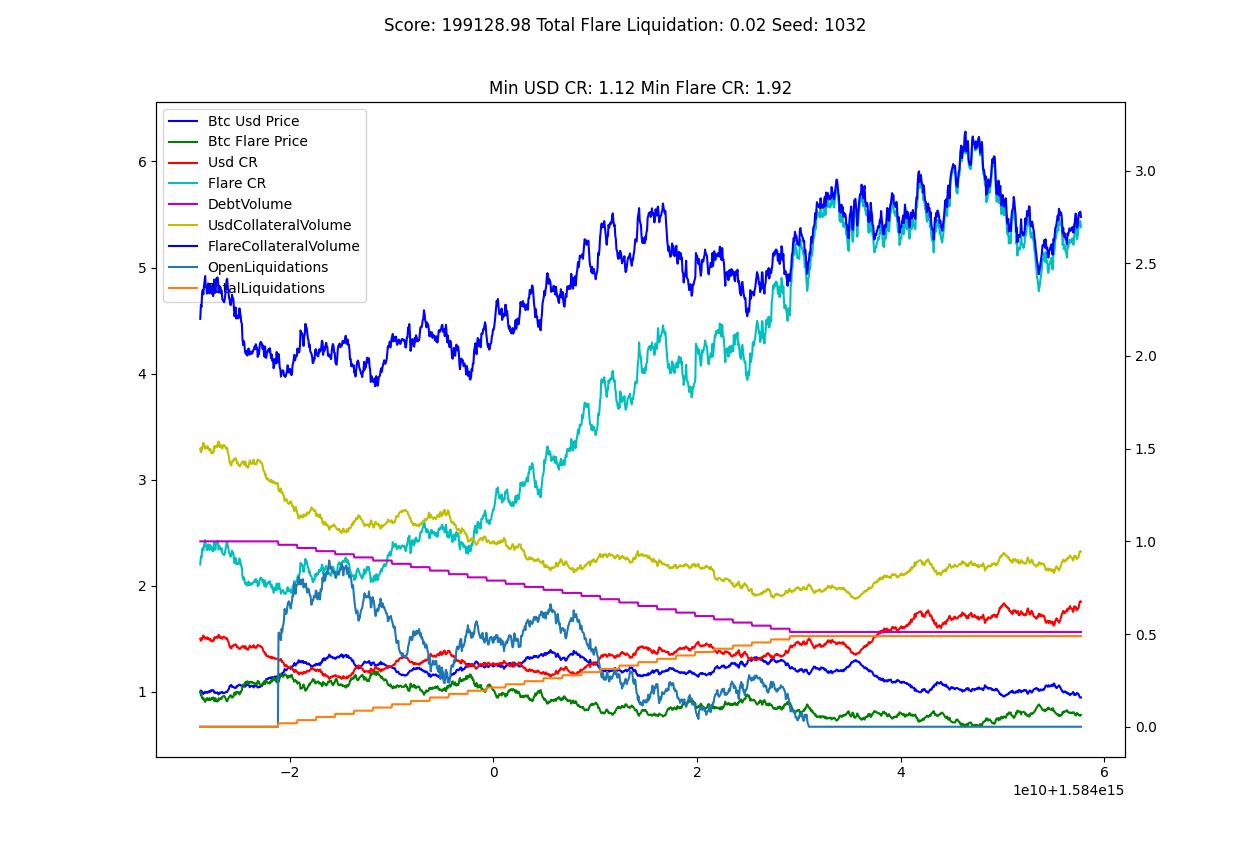 Score: 199128.98 Total Flare Liquidation: 0.02 Seed: 1032
Min USD CR: 1.12 Min Flare CR: 1.92
Btc Usd Price
Btc Flare Price
Usd CR
Flare CR
DebtVolume
UsdCollateralVolume
FlareCollateralVolume
OpenLiquidations
TotalLiquidations
6
5
4
3
2
1
3.0
2.5
2.0
1.5
1.0
0.5
0.0
−2 0 2 4 6
1e10+1.584e15